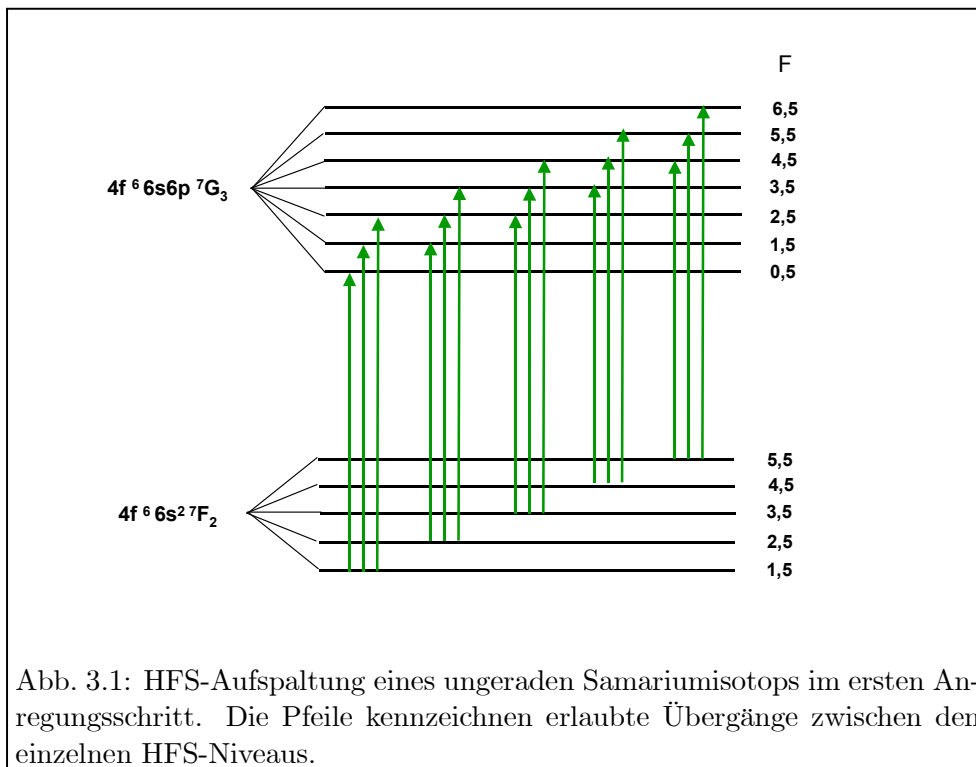 F
6,5
5,5
4,5
4f ⁶ 6s6p ⁷G₃
3,5
2,5
1,5
0,5
5,5
4,5
4f ⁶ 6s² ⁷F₂
3,5
2,5
1,5
Abb. 3.1: HFS-Aufspaltung eines ungeraden Samariumisotops im ersten An-
regungsschritt. Die Pfeile kennzeichnen erlaubte Übergänge zwischen den
einzelnen HFS-Niveaus.